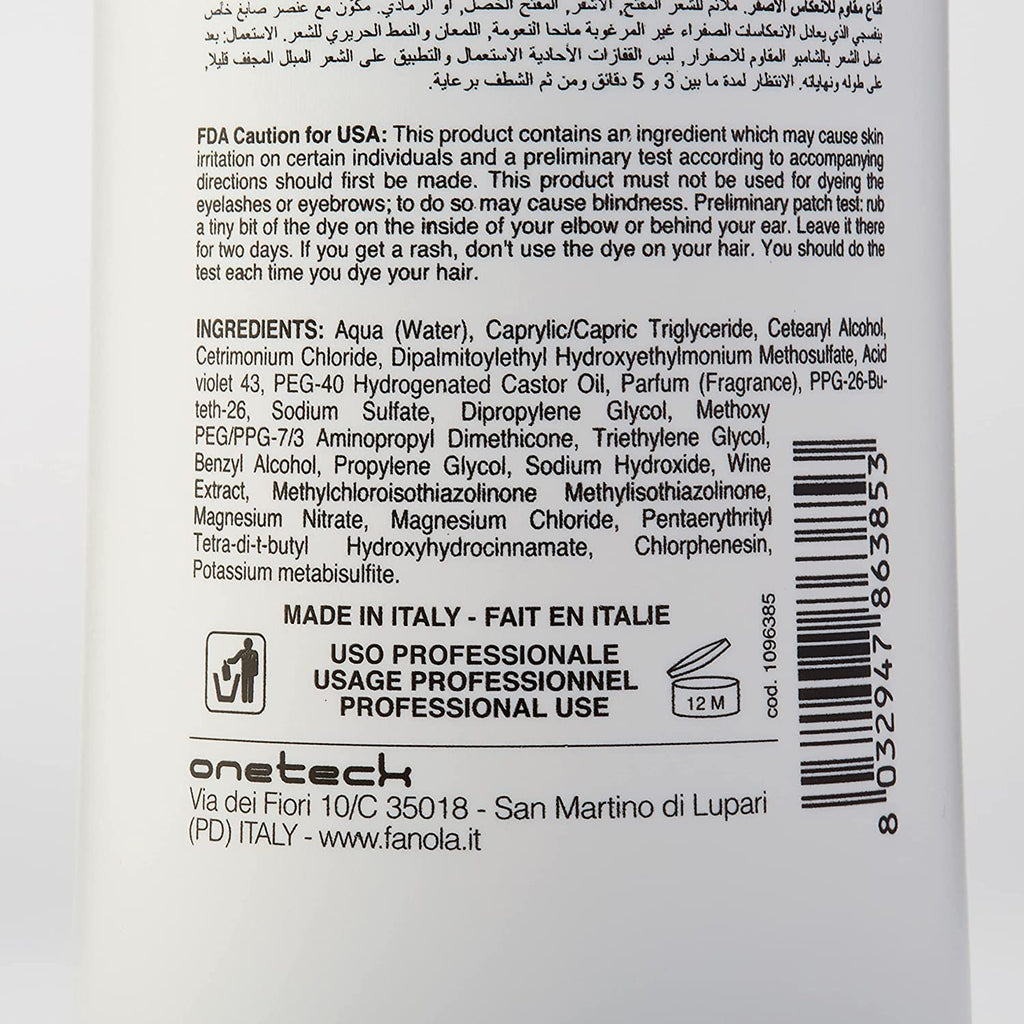 قناع مقاوم للانعكاس الأصفر. ملائم للشعر المفتح, الأشقر, المفتح الخصل, أو الرمادي. مكوّن مع عنصر صابغ خاص
بنفسجي الذي يعادل الانعكاسات الصفراء غير المرغوبة مانحا النعومة, اللمعان والنمط الحريري للشعر. الاستعمال: بعد
غسل الشعر بالشامبو المقاوم للاصفرار, لبس القفازات الأحادية الاستعمال والتطبيق على الشعر المبلل المجفف قليلا,
على طوله ونهاياته. الانتظار لمدة ما بين 3 و 5 دقائق ومن ثم الشطف برعاية.
FDA Caution for USA: This product contains an ingredient which may cause skin
irritation on certain individuals and a preliminary test according to accompanying
directions should first be made. This product must not be used for dyeing the
eyelashes or eyebrows; to do so may cause blindness. Preliminary patch test: rub
a tiny bit of the dye on the inside of your elbow or behind your ear. Leave it there
for two days. If you get a rash, don't use the dye on your hair. You should do the
test each time you dye your hair.
INGREDIENTS: Aqua (Water), Caprylic/Capric Triglyceride, Cetearyl Alcohol,
Cetrimonium Chloride, Dipalmitoylethyl Hydroxyethylmonium Methosulfate, Acid
violet 43, PEG-40 Hydrogenated Castor Oil, Parfum (Fragrance), PPG-26-Bu-
teth-26, Sodium Sulfate, Dipropylene Glycol, Methoxy
PEG/PPG-7/3 Aminopropyl Dimethicone, Triethylene Glycol,
Benzyl Alcohol, Propylene Glycol, Sodium Hydroxide, Wine
Extract, Methylchloroisothiazolinone Methylisothiazolinone,
Magnesium Nitrate, Magnesium Chloride, Pentaerythrityl
Tetra-di-t-butyl Hydroxyhydrocinnamate, Chlorphenesin,
Potassium metabisulfite.
MADE IN ITALY - FAIT EN ITALIE
USO PROFESSIONALE
USAGE PROFESSIONNEL
PROFESSIONAL USE
12 M
cod. 1096385
8 032947 863853
oneteck
Via dei Fiori 10/C 35018 - San Martino di Lupari
(PD) ITALY - www.fanola.it